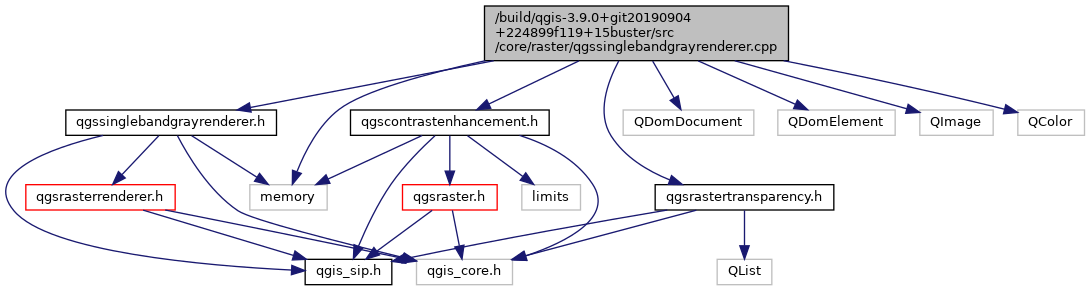 /build/qgis-3.9.0+git20190904
+224899f119+15buster/src
/core/raster/qgssinglebandgrayrenderer.cpp
qgssinglebandgrayrenderer.h
qgscontrastenhancement.h
QDomDocument
QDomElement
QImage
QColor
qgsrasterrenderer.h
memory
qgsraster.h
limits
qgsrastertransparency.h
qgis_sip.h
qgis_core.h
QList